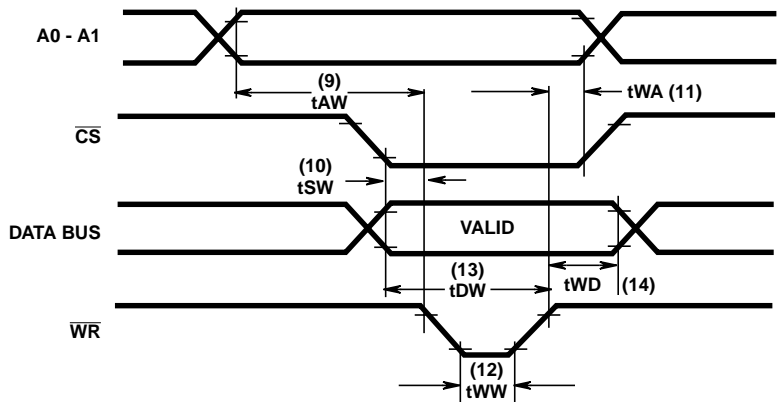 A0 - A1
(9)
tAW
tWA (11)
CS
(10)
tSW
DATA BUS
VALID
(13)
tDW
tWD (14)
WR
(12)
tWW